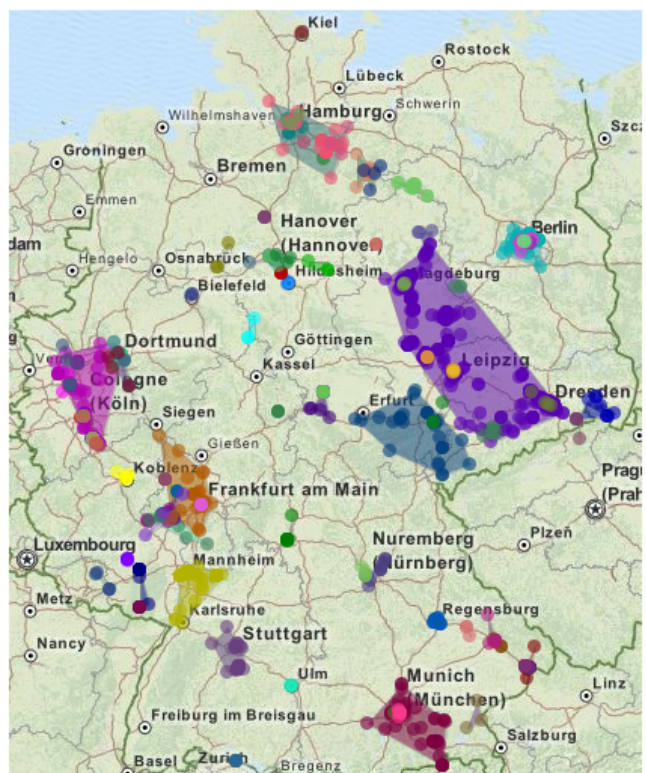 Kiel
Rostock
Lübeck
Wilhelmshaven
Hamburg
Schwerin
Szc
Groningen
Bremen
Emmen
Hanover
(Hannover)
Berlin
dam
Hengelo
Osnabrück
Hildesheim
Magdeburg
Bielefeld
Dortmund
Göttingen
Kassel
Leipzig
Cologne
(Köln)
Erfurt
Dresden
Siegen
Gießen
Koblenz
Frankfurt am Main
Prag
(Prah
Luxembourg
Nuremberg
(Nürnberg)
Plzeň
Mannheim
Metz
Karlsruhe
Regensburg
Nancy
Stuttgart
Ulm
Munich
(München)
Linz
Freiburg im Breisgau
Salzburg
Basel
Zurich
Bregenz